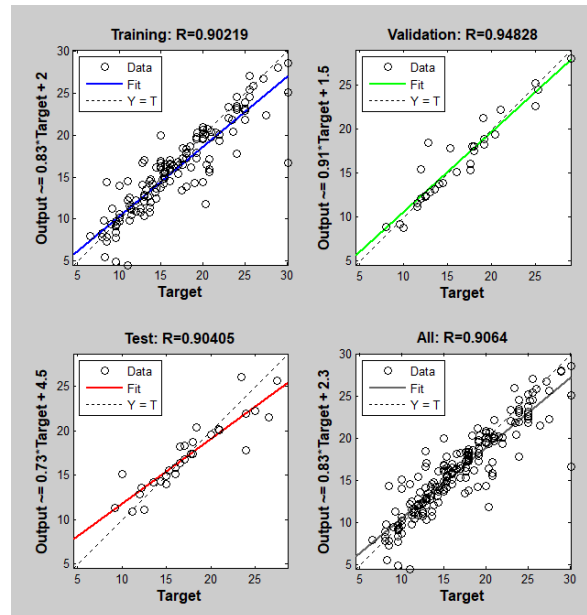 Training: R=0.90219
Output ~= 0.83*Target + 2
Data
Fit
Y = T
30
25
20
15
10
5
5 10 15 20 25 30
Target
Validation: R=0.94828
Output ~= 0.91*Target + 1.5
Data
Fit
Y = T
25
20
15
10
5
5 10 15 20 25
Target
Test: R=0.90405
Output ~= 0.73*Target + 4.5
Data
Fit
Y = T
25
20
15
10
5
5 10 15 20 25
Target
All: R=0.9064
Output ~= 0.83*Target + 2.3
Data
Fit
Y = T
30
25
20
15
10
5
5 10 15 20 25 30
Target